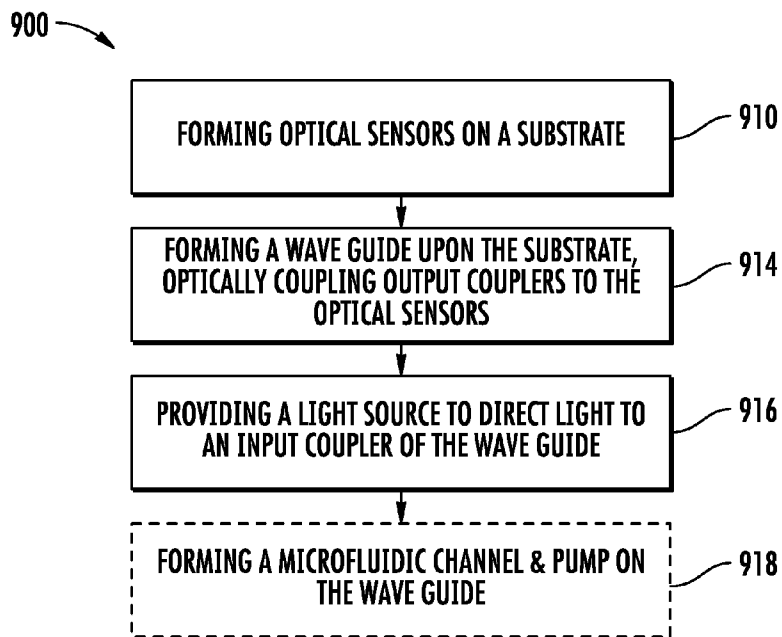 900
FORMING OPTICAL SENSORS ON A SUBSTRATE
910
FORMING A WAVE GUIDE UPON THE SUBSTRATE,
OPTICALLY COUPLING OUTPUT COUPLERS TO THE
OPTICAL SENSORS
914
PROVIDING A LIGHT SOURCE TO DIRECT LIGHT TO
AN INPUT COUPLER OF THE WAVE GUIDE
916
FORMING A MICROFLUIDIC CHANNEL & PUMP ON
THE WAVE GUIDE
918